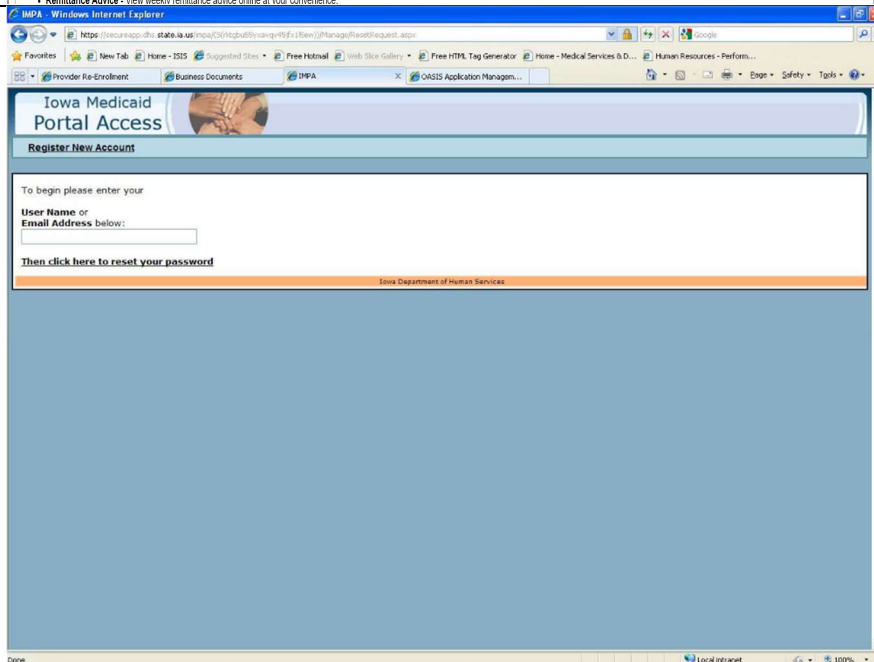 • Remittance Advice - View weekly remittance advice online at your convenience.
IMPA - Windows Internet Explorer
Google
Favorites New Tab Home - ISIS Suggested Sites Free Hotmail Web Slice Gallery Free HTML Tag Generator Home - Medical Services & D... Human Resources - Perform...
Provider Re-Enrollment Business Documents IMPA X OASIS Application Managem... Page Safety Tools
Iowa Medicaid
Portal Access
Register New Account
To begin please enter your
User Name or
Email Address below:
Then click here to reset your password
Iowa Department of Human Services
Done Local intranet 100%